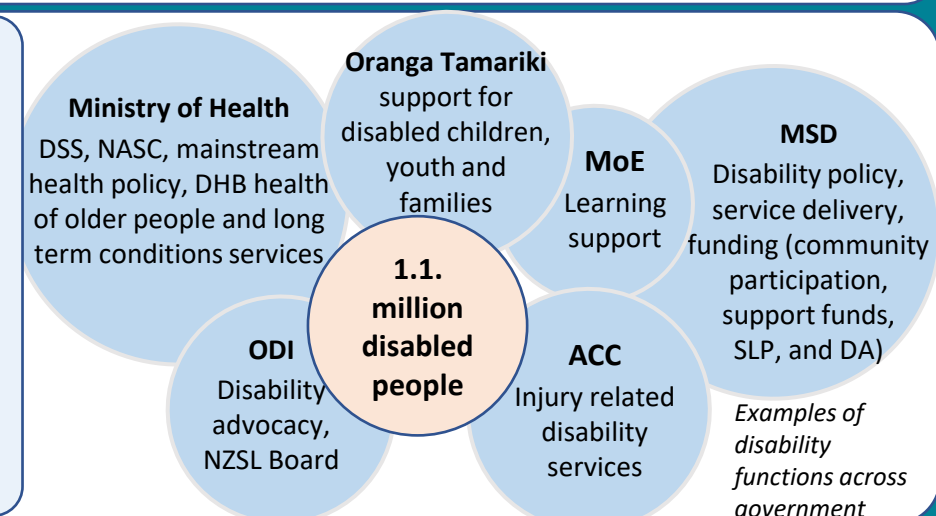 Ministry of Health
DSS, NASC, mainstream
health policy, DHB health
of older people and long
term conditions services
Oranga Tamariki
support for
disabled children,
youth and
families
MoE
Learning
support
MSD
Disability policy,
service delivery,
funding (community
participation,
support funds,
SLP, and DA)
1.1.
million
disabled
people
ODI
Disability
advocacy,
NZSL Board
ACC
Injury related
disability
services
Examples of
disability
functions across
government